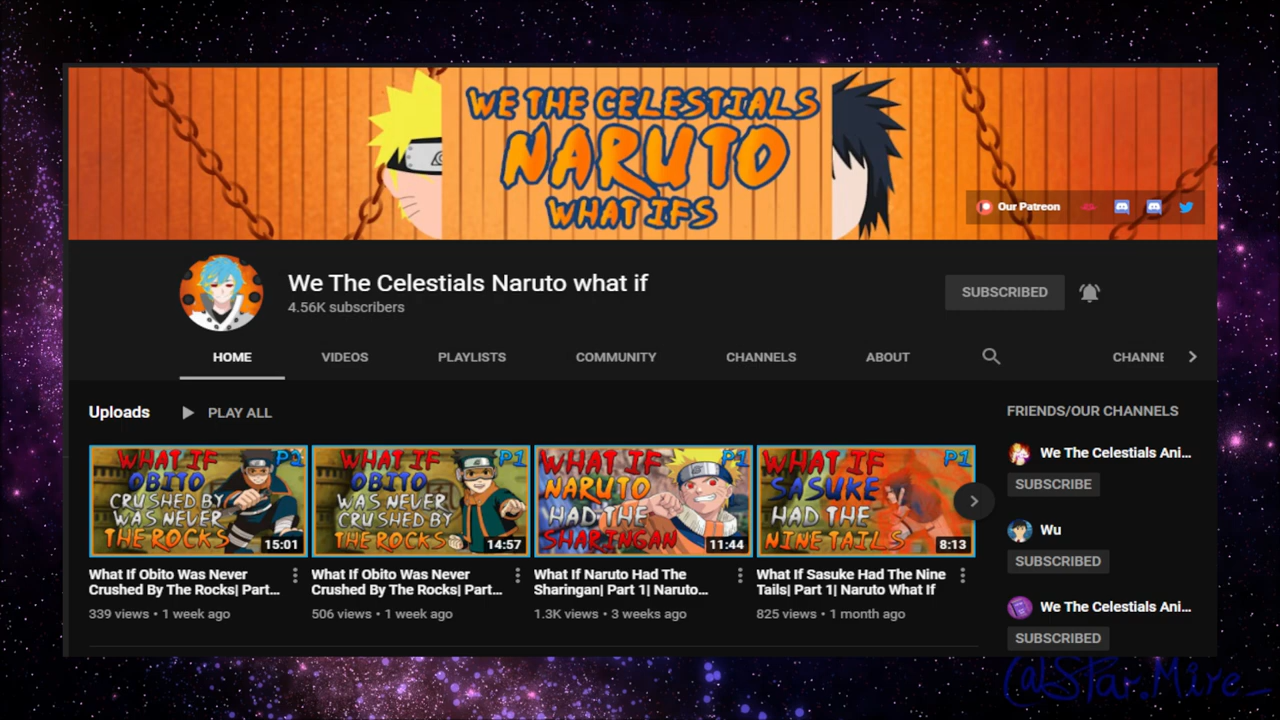 WE THE CELESTIALS
NARUTO
WHAT IFS
Our Patreon
We The Celestials Naruto what if
4.56K subscribers
SUBSCRIBED
HOME VIDEOS PLAYLISTS COMMUNITY CHANNELS ABOUT CHANNE
Uploads PLAY ALL
WHAT IF
OBITO
CRUSHED BY
WAS NEVER
THE ROCKS
15:01
What If Obito Was Never
Crushed By The Rocks| Part...
339 views • 1 week ago
WHAT IF P1
OBITO
WAS NEVER
CRUSHED BY
THE ROCKS
14:57
What If Obito Was Never
Crushed By The Rocks| Part...
506 views • 1 week ago
WHAT IF P1
NARUTO
HAD THE
SHARINGAN
11:44
What If Naruto Had The
Sharingan| Part 1| Naruto...
1.3K views • 3 weeks ago
WHAT IF P1
SASUKE
HAD THE
NINE TAILS
8:13
What If Sasuke Had The Nine
Tails| Part 1| Naruto What If
825 views • 1 month ago
FRIENDS/OUR CHANNELS
We The Celestials Ani...
SUBSCRIBE
Wu
SUBSCRIBED
We The Celestials Ani...
SUBSCRIBED